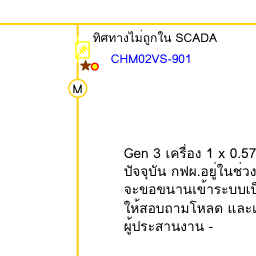 ทิศทางไม่ถูกใน SCADA
CHM02VS-901
M
Gen 3 เครื่อง 1 x 0.57
ปัจจุบัน กฟผ.อยู่ในช่วง
จะขอขนานเข้าระบบเป็
ให้สอบถามโหลด และเ
ผู้ประสานงาน -